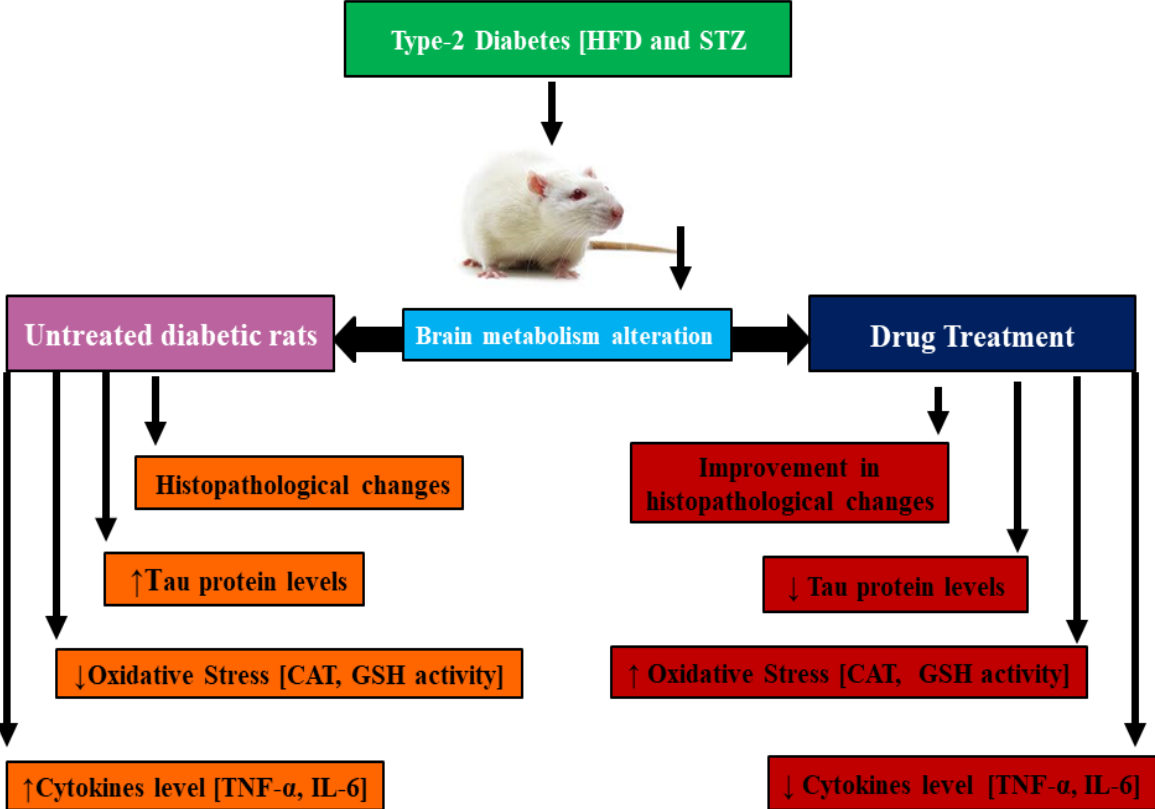 Type-2 Diabetes [HFD and STZ
Untreated diabetic rats
Brain metabolism alteration
Drug Treatment
Histopathological changes
Improvement in
histopathological changes
↑Tau protein levels
↓ Tau protein levels
↓Oxidative Stress [CAT, GSH activity]
↑ Oxidative Stress [CAT, GSH activity]
↑Cytokines level [TNF-α, IL-6]
↓ Cytokines level [TNF-α, IL-6]